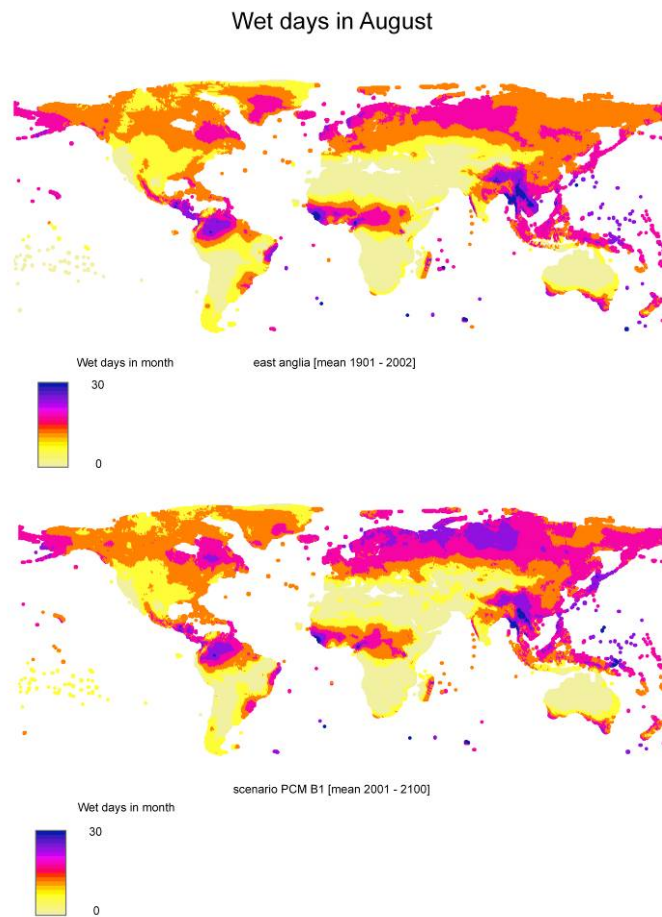 Wet days in August
Wet days in month
east anglia [mean 1901 - 2002]
30
0
scenario PCM B1 [mean 2001 - 2100]
Wet days in month
30
0